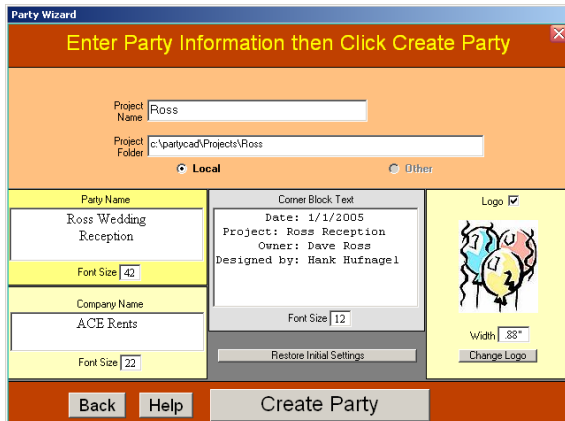 Party Wizard
Enter Party Information then Click Create Party
Project Name Ross
Project Folder c:\partycad\Projects\Ross
Local Other
Party Name
Ross Wedding
Reception
Font Size 42
Company Name
ACE Rents
Font Size 22
Corner Block Text
Date: 1/1/2005
Project: Ross Reception
Owner: Dave Ross
Designed by: Hank Hufnagel
Font Size 12
Restore Initial Settings
Logo
Width .88"
Change Logo
Back Help Create Party